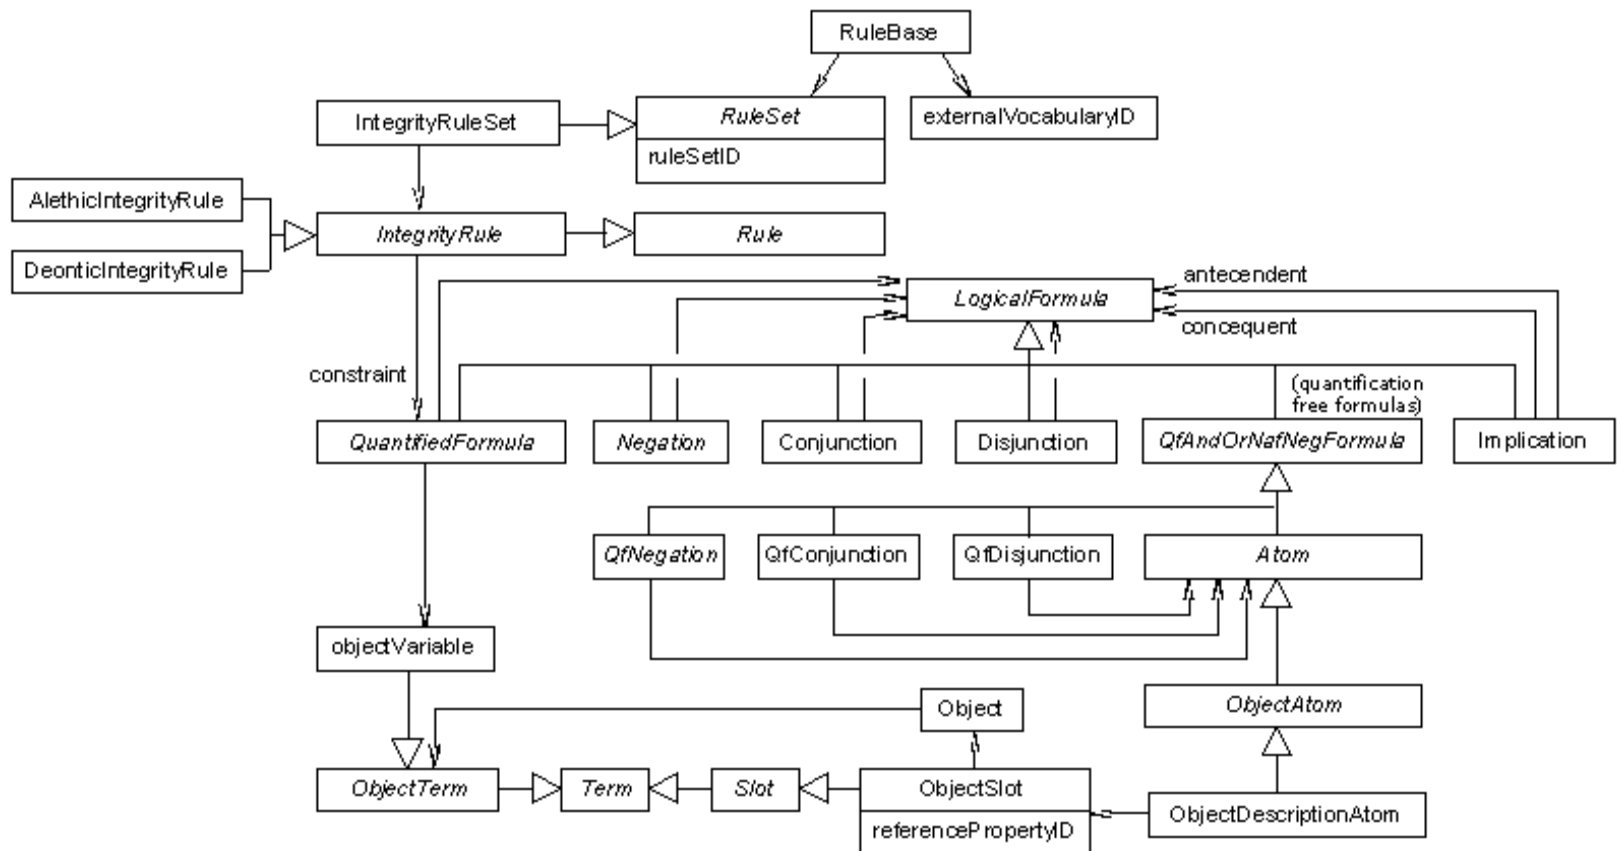 RuleBase
IntegrityRuleSet
RuleSet
externalVocabularyID
ruleSetID
AlethicIntegrityRule
IntegrityRule
Rule
DeonticIntegrityRule
antecendent
LogicalFormula
concequent
constraint
(quantification
free formulas)
QuantifiedFormula
Negation
Conjunction
Disjunction
QfAndOrNafNegFormula
Implication
QfNegation
QfConjunction
QfDisjunction
Atom
objectVariable
Object
ObjectAtom
ObjectTerm
Term
Slot
ObjectSlot
ObjectDescriptionAtom
referencePropertyID